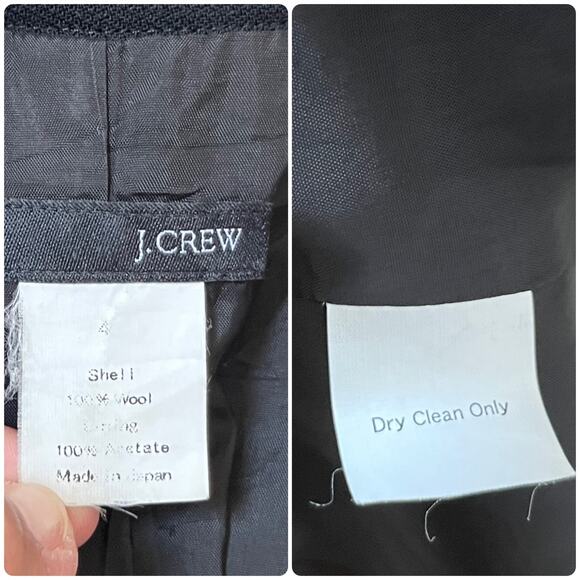 J.CREW
4
Shell
100% Wool
Lining
100% Acetate
Made in Japan
Dry Clean Only